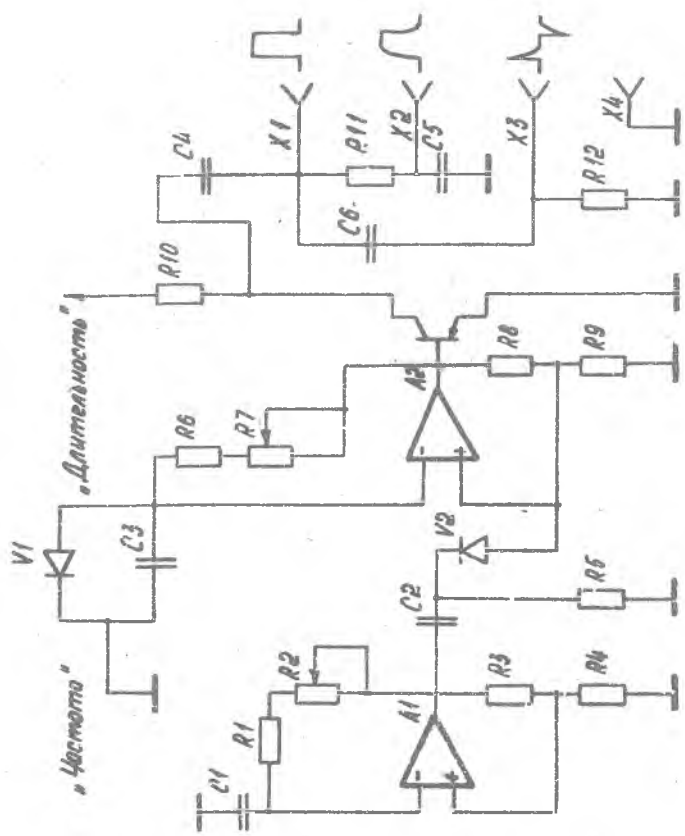 „Частота"
„Длительность"
V1
C3
R6
R7
R10
C4
X1
R11
X2
C5
C6
X3
R12
X4
C1
R1
R2
A1
R3
R4
C2
R5
V2
A2
R8
R9
-
+
-
+